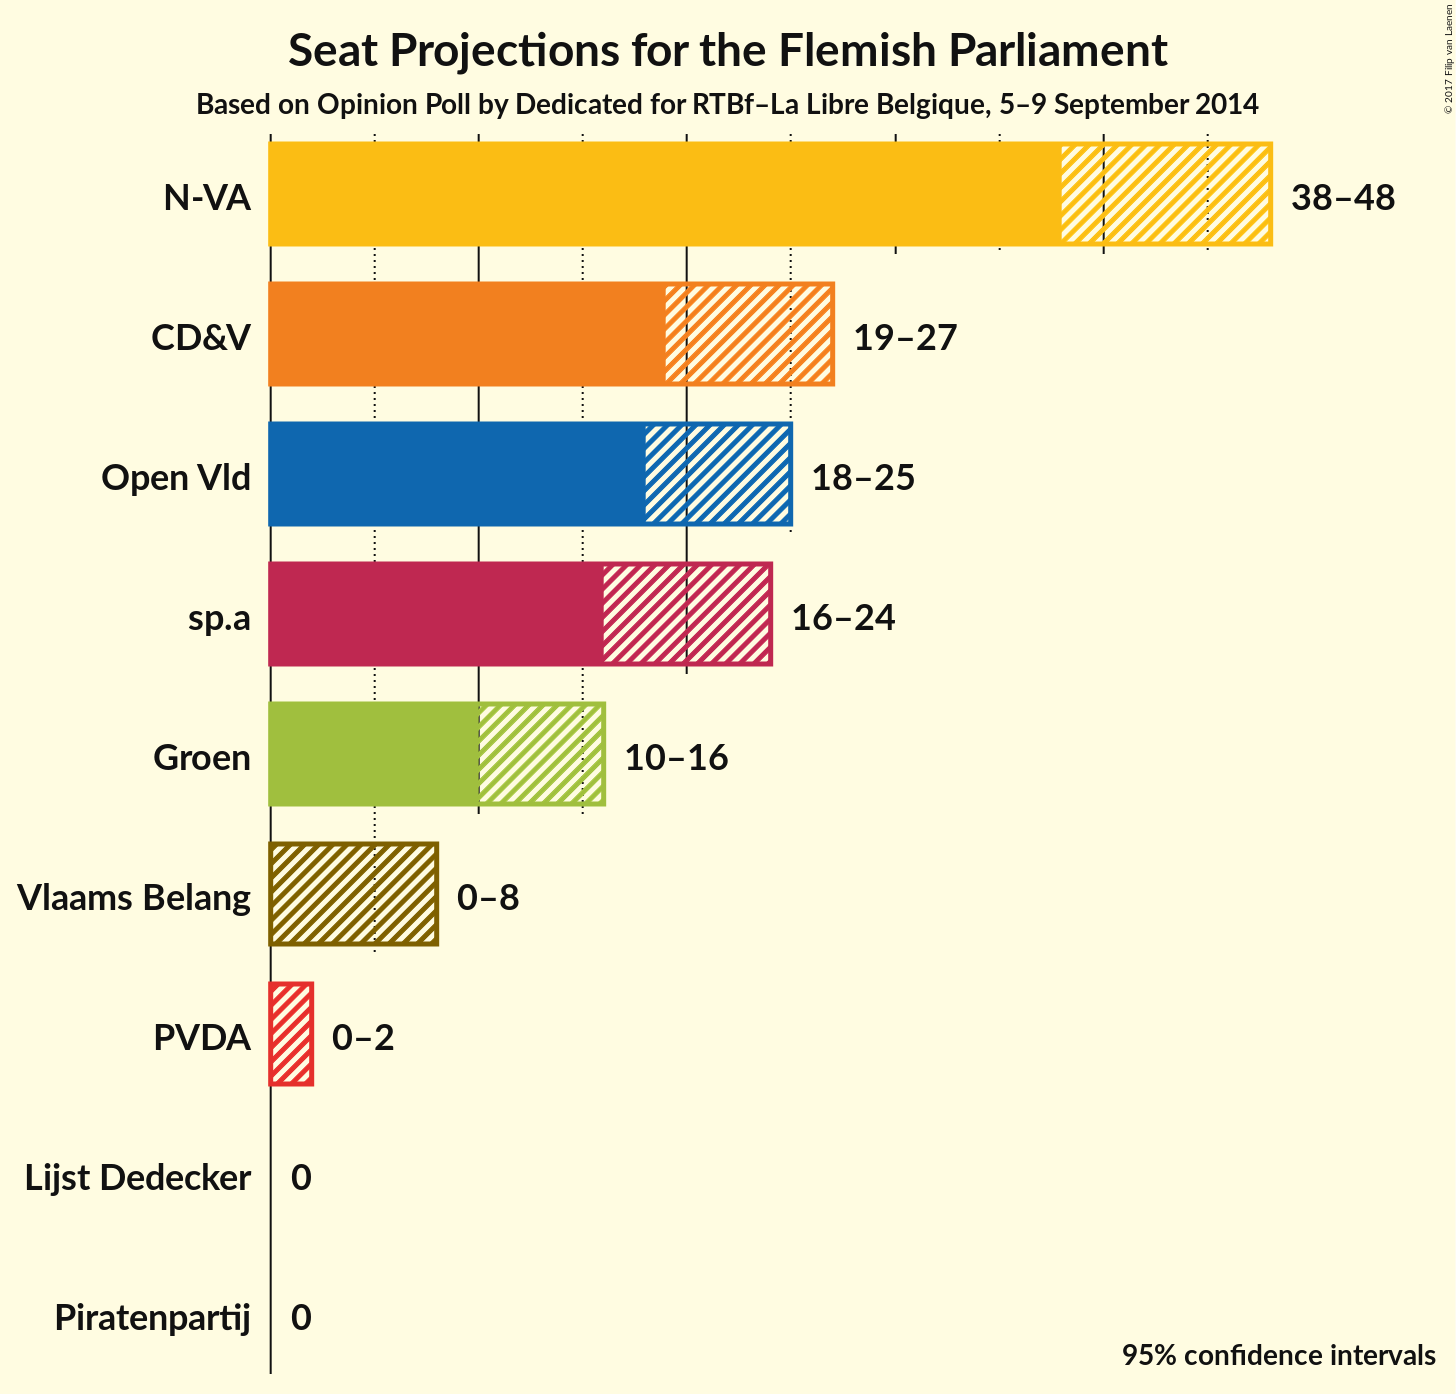 Seat Projections for the Flemish Parliament
Based on Opinion Poll by Dedicated for RTBf–La Libre Belgique, 5–9 September 2014
© 2017 Filip van Laenen
N-VA 38–48
CD&V 19–27
Open Vld 18–25
sp.a 16–24
Groen 10–16
Vlaams Belang 0–8
PVDA 0–2
Lijst Dedecker 0
Piratenpartij 0
95% confidence intervals